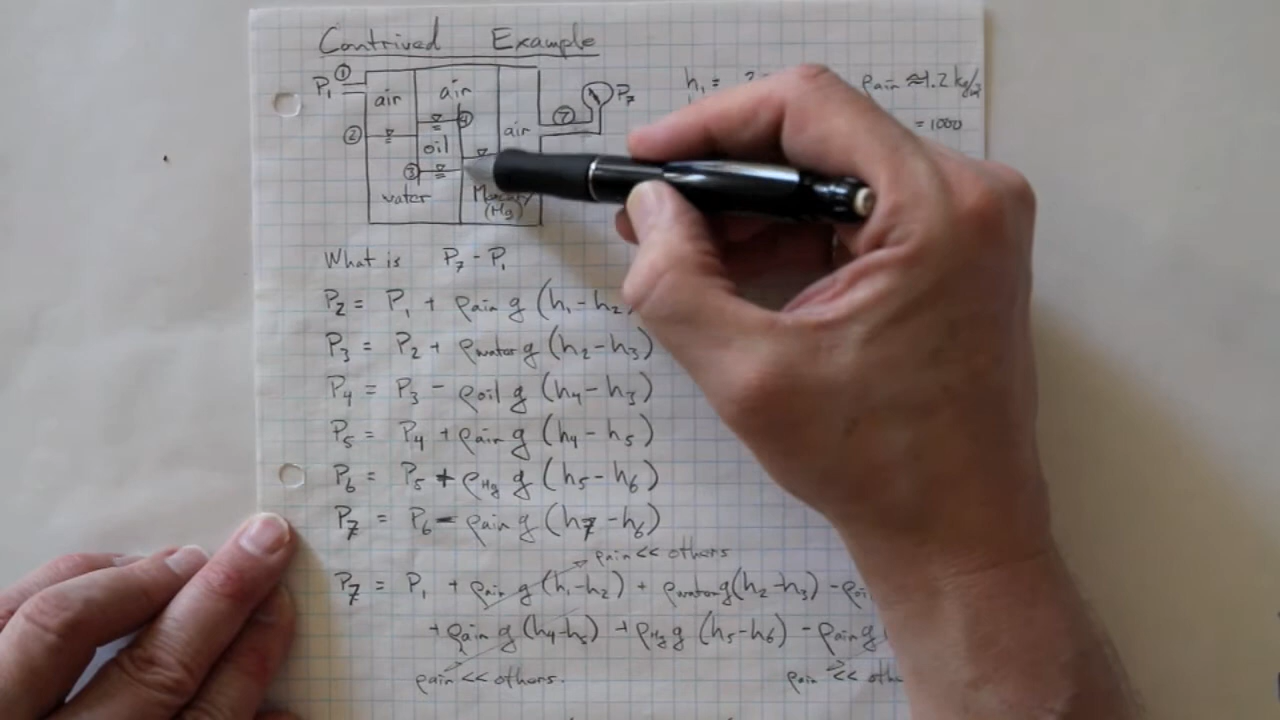 Contrived Example
① P₁ air air ⑦ P₇
② ④ air
oil
③
water Mercury (Hg)
h₁ =
ρair ≈ 1.2 kg/
= 1000
What is P₇ - P₁
P₂ = P₁ + ρair g (h₁-h₂
P₃ = P₂ + ρwater g (h₂-h₃)
P₄ = P₃ - ρoil g (h₄-h₃)
P₅ = P₄ + ρair g (h₄-h₅)
P₆ = P₅ + ρHg g (h₅-h₆)
P₇ = P₆ - ρair g (h₇-h₆)
ρair << others
P₇ = P₁ + ρair g (h₁-h₂) + ρwater g (h₂-h₃) -
+ ρair g (h₄-h₅) + ρHg g (h₅-h₆) - ρair g
ρair << others.
ρair <<